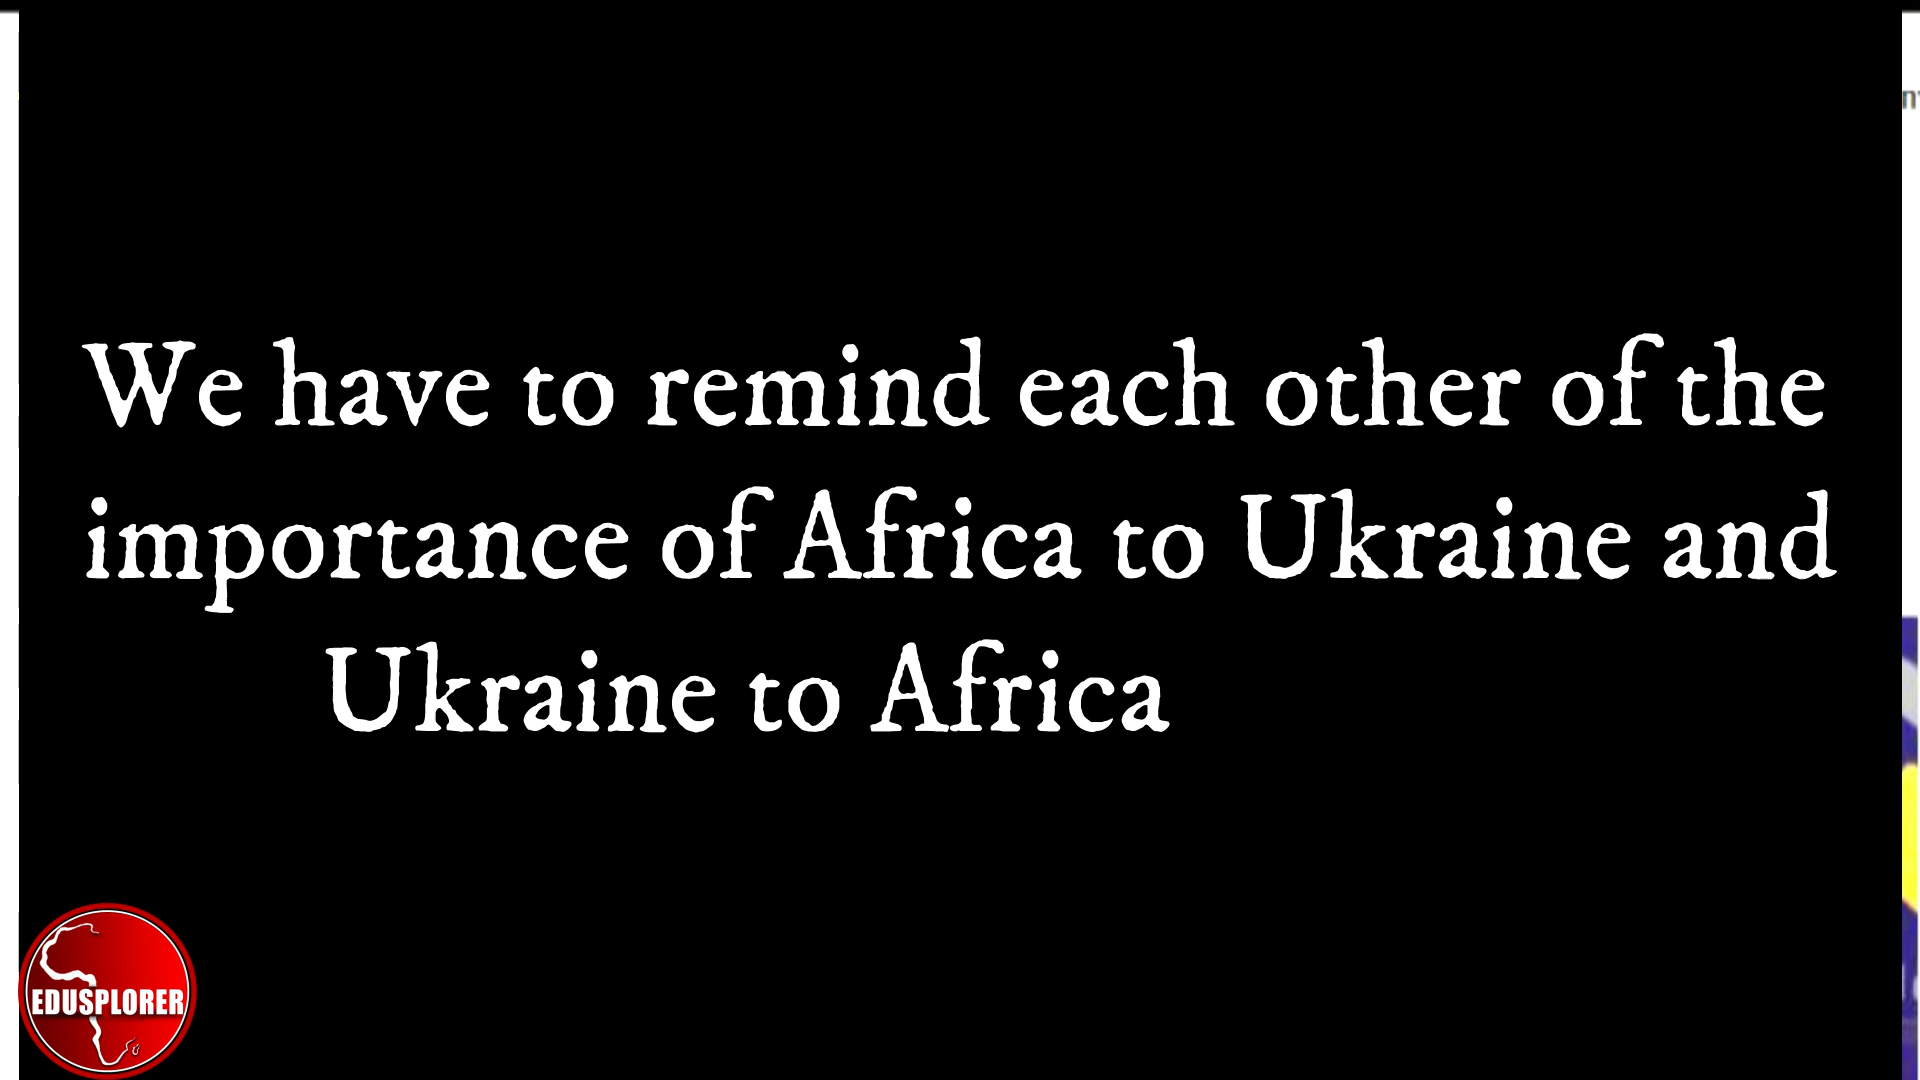 We have to remind each other of the
importance of Africa to Ukraine and
Ukraine to Africa
EDUSPLORER